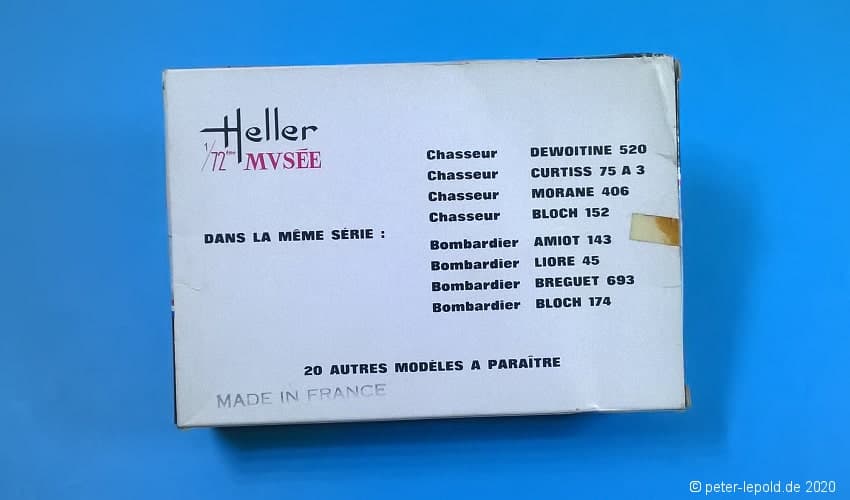 Heller
1/72ème MVSÉE
Chasseur DEWOITINE 520
Chasseur CURTISS 75 A 3
Chasseur MORANE 406
Chasseur BLOCH 152
DANS LA MÊME SÉRIE :
Bombardier AMIOT 143
Bombardier LIORE 45
Bombardier BREGUET 693
Bombardier BLOCH 174
20 AUTRES MODÈLES A PARAÎTRE
MADE IN FRANCE
© peter-lepold.de 2020